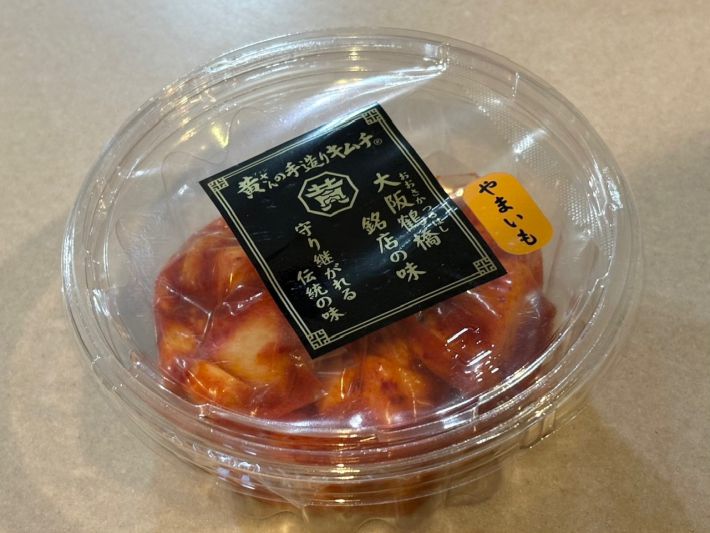 黄さんの手造りキムチ®
黄
おおさかつるはし
大阪鶴橋
銘店の味
守り継がれる
伝統の味
やまいも